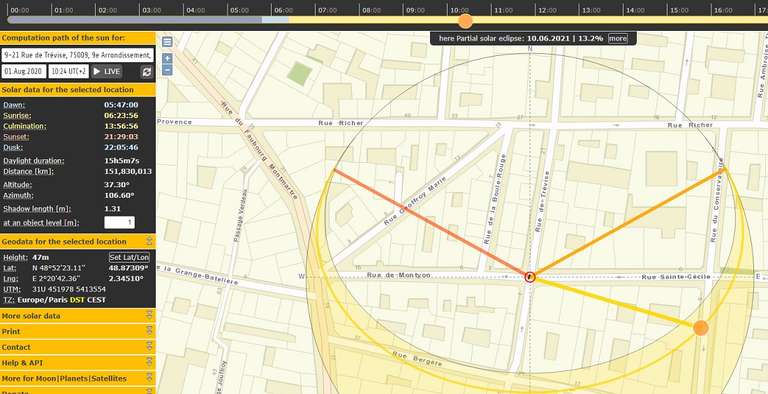 00:00 01:00 02:00 03:00 04:00 05:00 06:00 07:00 08:00 09:00 10:00 11:00 12:00 13:00 14:00 15:00 16:00
Computation path of the sun for:
9-21 Rue de Trévise, 75009, 9e Arrondissement,
01.Aug.2020 10:24 UTC+2 LIVE
Solar data for the selected location
Dawn: 05:47:00
Sunrise: 06:23:56
Culmination: 13:56:56
Sunset: 21:29:03
Dusk: 22:05:46
Daylight duration: 15h5m7s
Distance [km]: 151,830,013
Altitude: 37.30°
Azimuth: 106.60°
Shadow length [m]: 1.31
at an object level [m]: 1
Geodata for the selected location
Height: 47m Set Lat/Lon
Lat: N 48°52'23.11" 48.87309°
Lng: E 2°20'42.36" 2.34510°
UTM: 31U 451978 5413554
TZ: Europe/Paris DST CEST
More solar data
Print
Contact
Help & API
More for Moon|Planets|Satellites
Donate
here Partial solar eclipse: 10.06.2021 | 13.2% more
N
Provence
Rue Richer
Rue Richer
Rue du Faubourg Montmartre
Rue Geoffroy Marie
Rue de la Boule Rouge
Rue de Trévise
Rue du Conservatoire
Passage Verdeau
e la Grange-Batelière
Rue de Montyon
Rue Sainte-Cécile
E
Rue Bergère